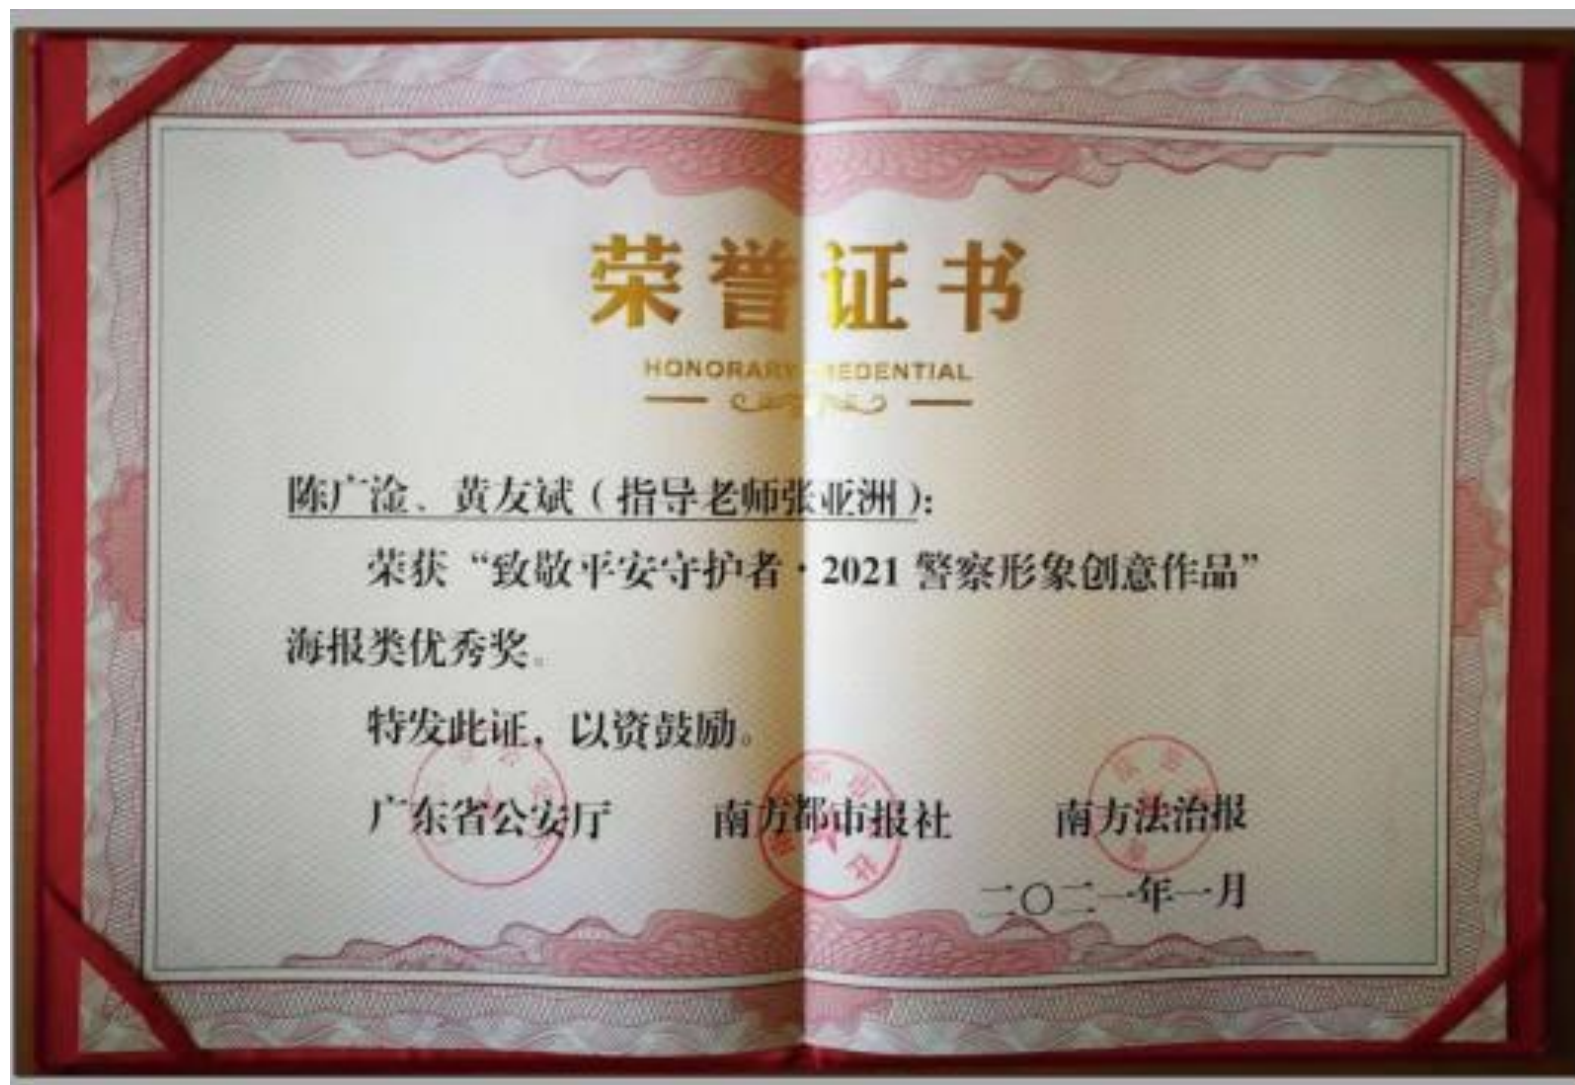 荣誉证书
HONORARY CREDENTIAL
陈广淦、黄友斌（指导老师张亚洲）：
荣获“致敬平安守护者·2021警察形象创意作品”
海报类优秀奖。
特发此证，以资鼓励。
广东省公安厅 南方都市报社 南方法治报
二〇二一年一月